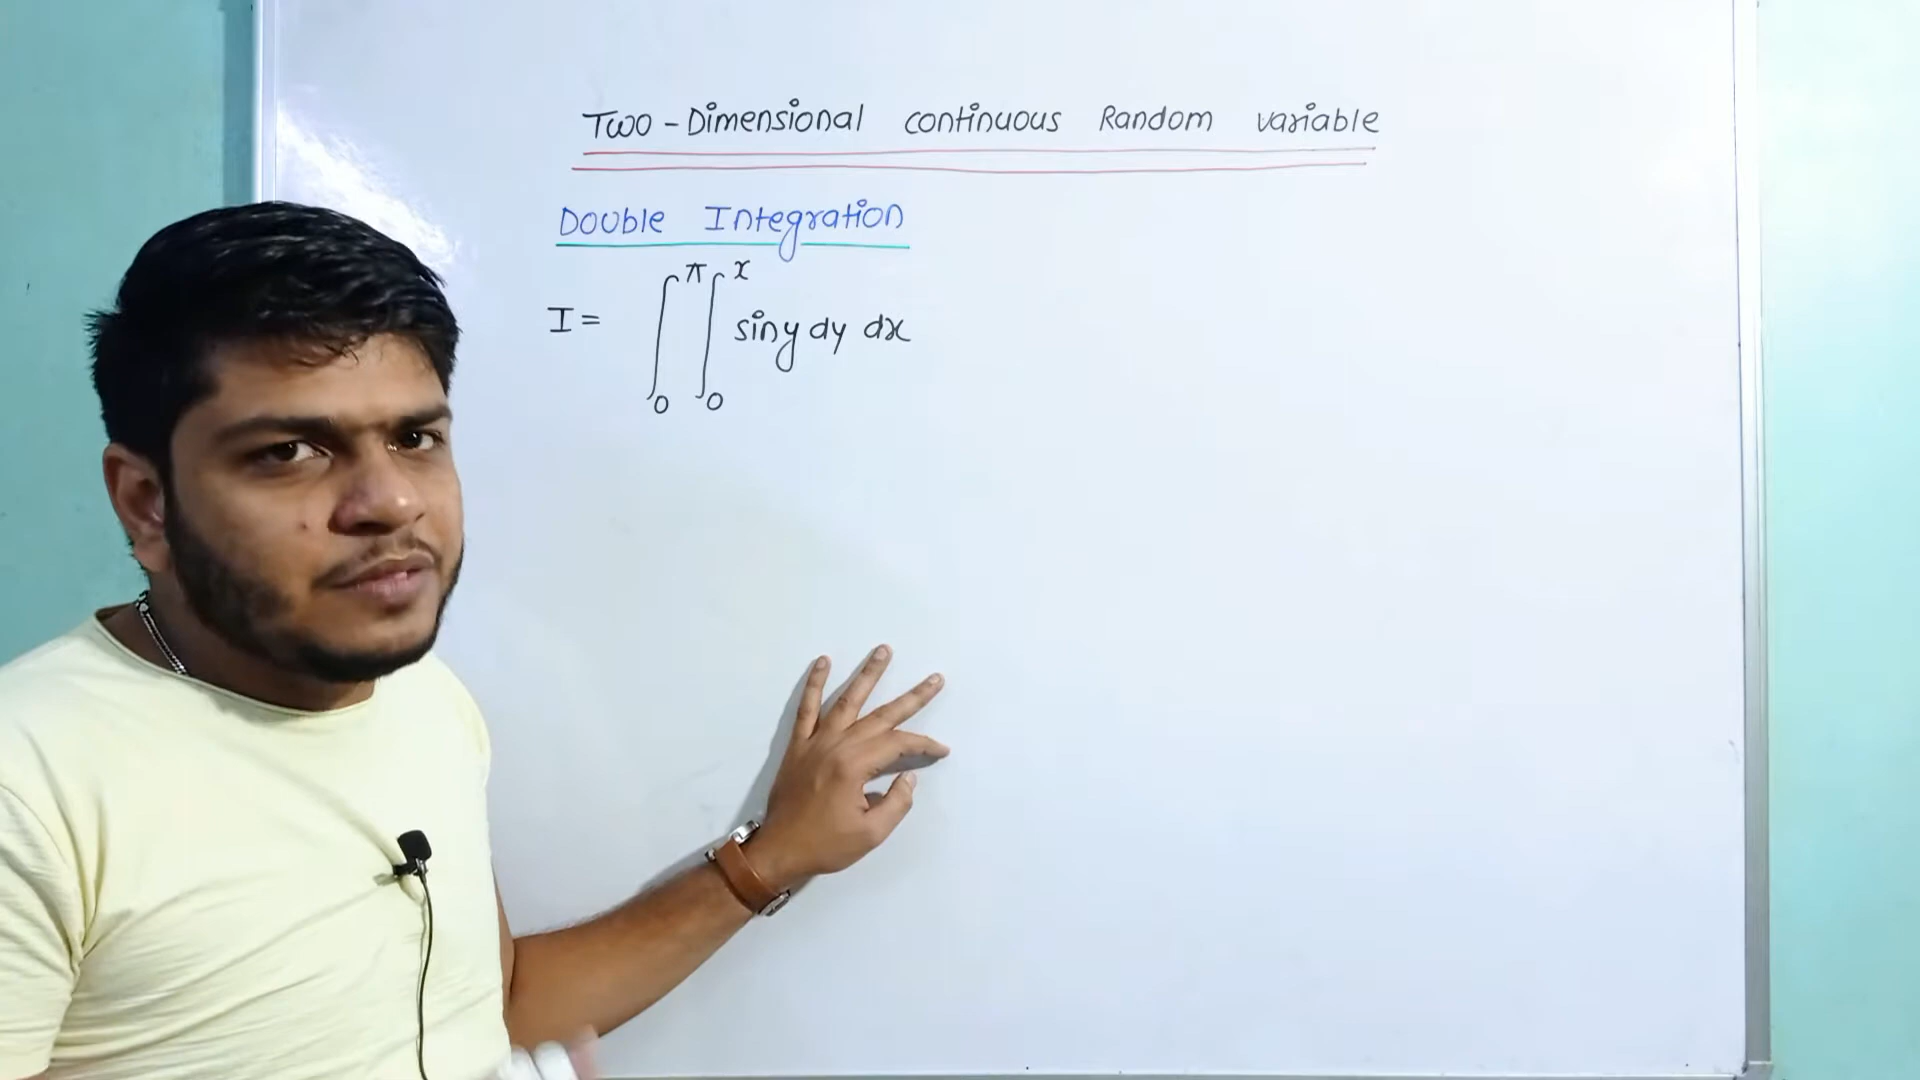 Two-Dimensional continuous Random variable
Double Integration
I = ∫₀^π ∫₀^x siny dy dx